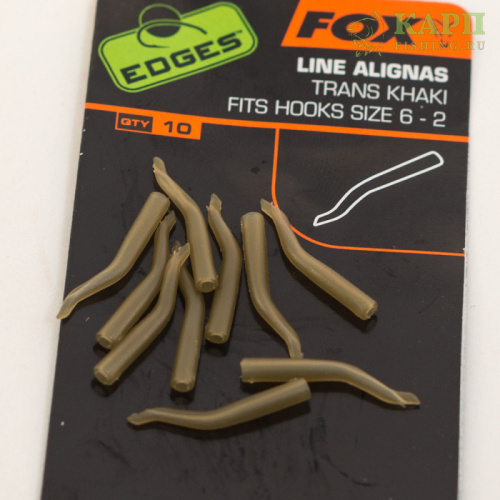 КАРП
FISHING.RU
EDGES
FOX
LINE ALIGNAS
TRANS KHAKI
FITS HOOKS SIZE 6 - 2
QTY 10